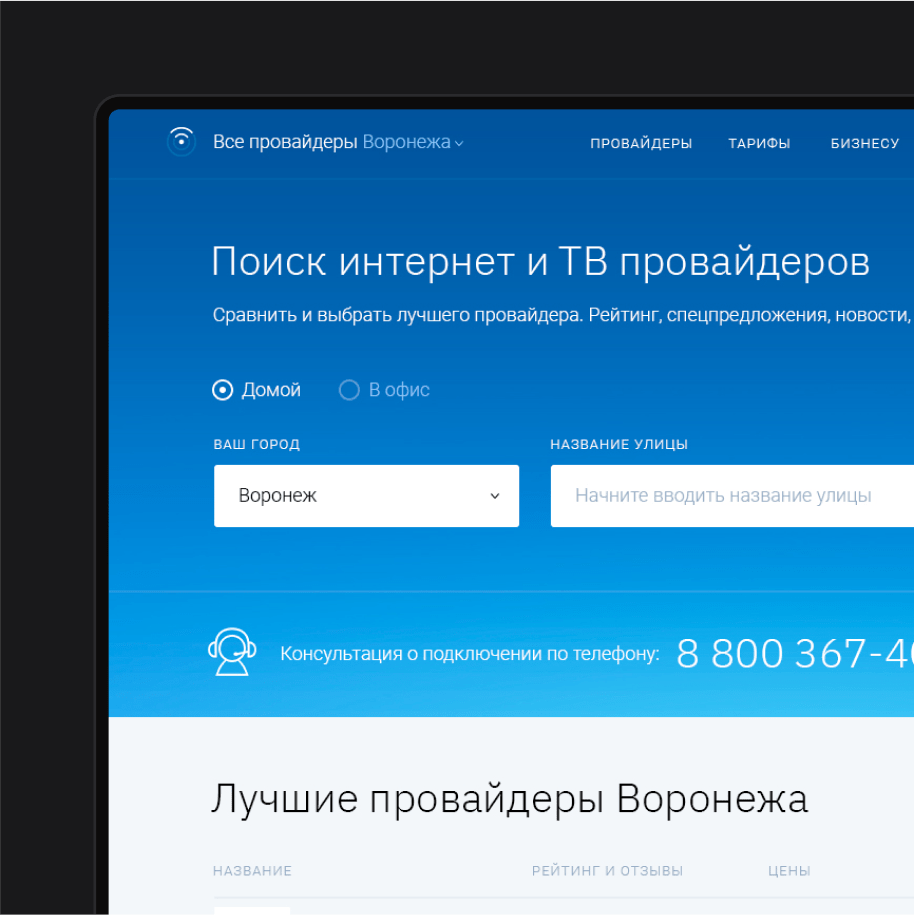 Все провайдеры Воронежа
ПРОВАЙДЕРЫ ТАРИФЫ БИЗНЕСУ
Поиск интернет и ТВ провайдеров
Сравнить и выбрать лучшего провайдера. Рейтинг, спецпредложения, новости,
Домой В офис
ВАШ ГОРОД НАЗВАНИЕ УЛИЦЫ
Воронеж Начните вводить название улицы
Консультация о подключении по телефону: 8 800 367-4
Лучшие провайдеры Воронежа
НАЗВАНИЕ РЕЙТИНГ И ОТЗЫВЫ ЦЕНЫ